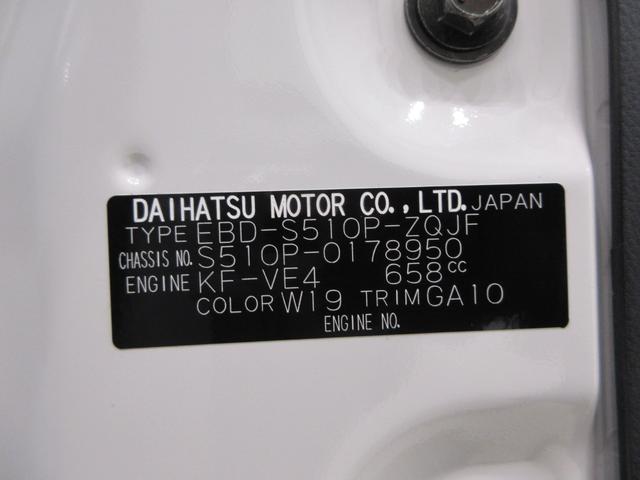 DAIHATSU MOTOR CO.,LTD. JAPAN
TYPE EBD-S510P-ZQJF
CHASSIS NO. S510P-0178950
ENGINE KF-VE4 658cc
COLOR W19 TRIM GA10
ENGINE NO.